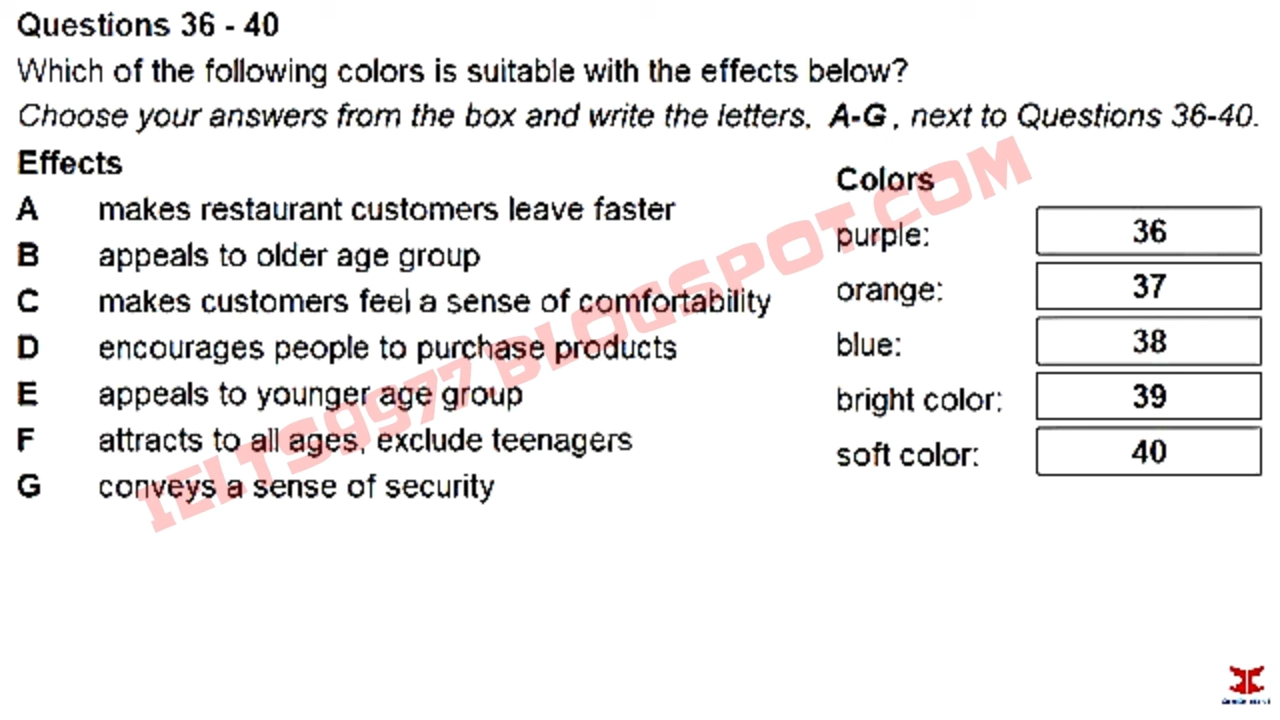 Questions 36 - 40
Which of the following colors is suitable with the effects below?
Choose your answers from the box and write the letters, A-G , next to Questions 36-40.
Effects
A makes restaurant customers leave faster
B appeals to older age group
C makes customers feel a sense of comfortability
D encourages people to purchase products
E appeals to younger age group
F attracts to all ages, exclude teenagers
G conveys a sense of security
Colors
purple: 36
orange: 37
blue: 38
bright color: 39
soft color: 40
IELTS9977.BLOGSPOT.COM